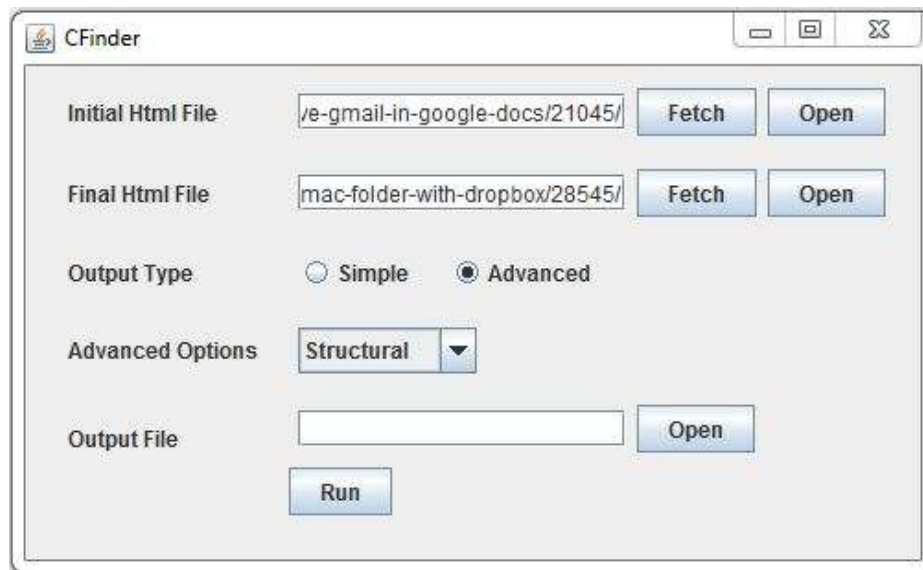 CFinder
Initial Html File /e-gmail-in-google-docs/21045/ Fetch Open
Final Html File mac-folder-with-dropbox/28545/ Fetch Open
Output Type Simple Advanced
Advanced Options Structural
Output File Open
Run